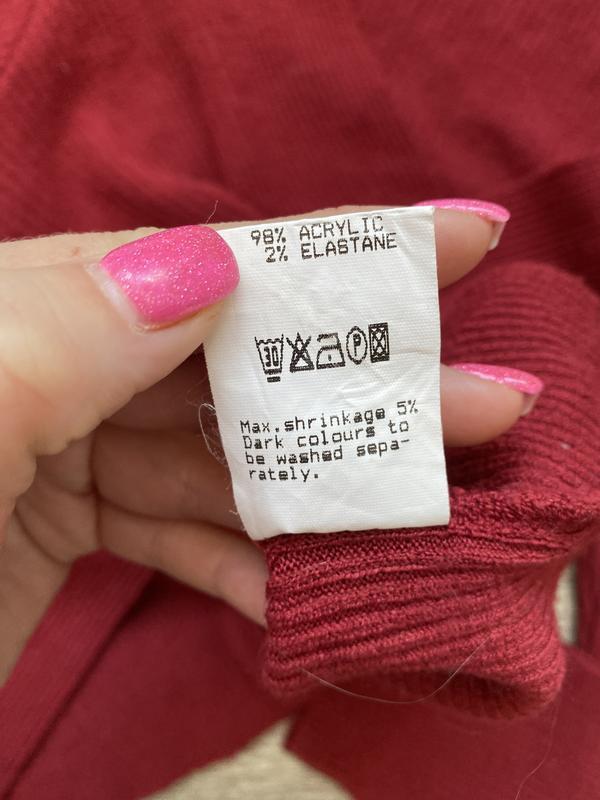 98% ACRYLIC
2% ELASTANE
30 P
Max.shrinkage 5%
Dark colours to
be washed sepa-
rately.